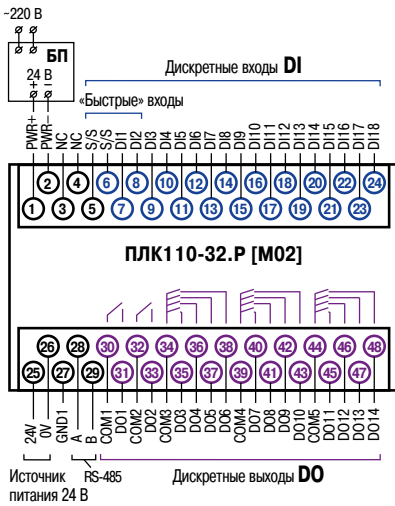 ~220 В
БП
24 В
+ –
Дискретные входы DI
«Быстрые» входы
PWR+ PWR– NC NC S/S S/S DI1 DI2 DI3 DI4 DI5 DI6 DI7 DI8 DI9 DI10 DI11 DI12 DI13 DI14 DI15 DI16 DI17 DI18
2 4 6 8 10 12 14 16 18 20 22 24
1 3 5 7 9 11 13 15 17 19 21 23
ПЛК110-32.Р [М02]
26 28 30 32 34 36 38 40 42 44 46 48
25 27 29 31 33 35 37 39 41 43 45 47
24V 0V GND1 A B COM1 DO1 COM2 DO2 COM3 DO3 DO4 DO5 DO6 COM4 DO7 DO8 DO9 DO10 COM5 DO11 DO12 DO13 DO14
Источник питания 24 В
RS-485
Дискретные выходы DO